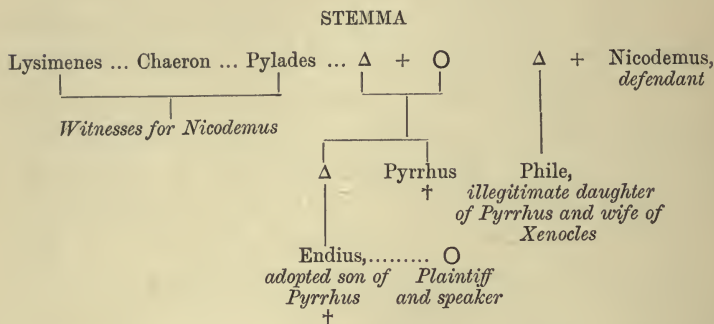 STEMMA
Lysimenes ... Chaeron ... Pylades ... Δ + O Δ + Nicodemus,
defendant
Witnesses for Nicodemus
Δ Pyrrhus Phile,
† illegitimate daughter
of Pyrrhus and wife of
Xenocles
Endius,......... O
adopted son of Plaintiff
Pyrrhus and speaker
†